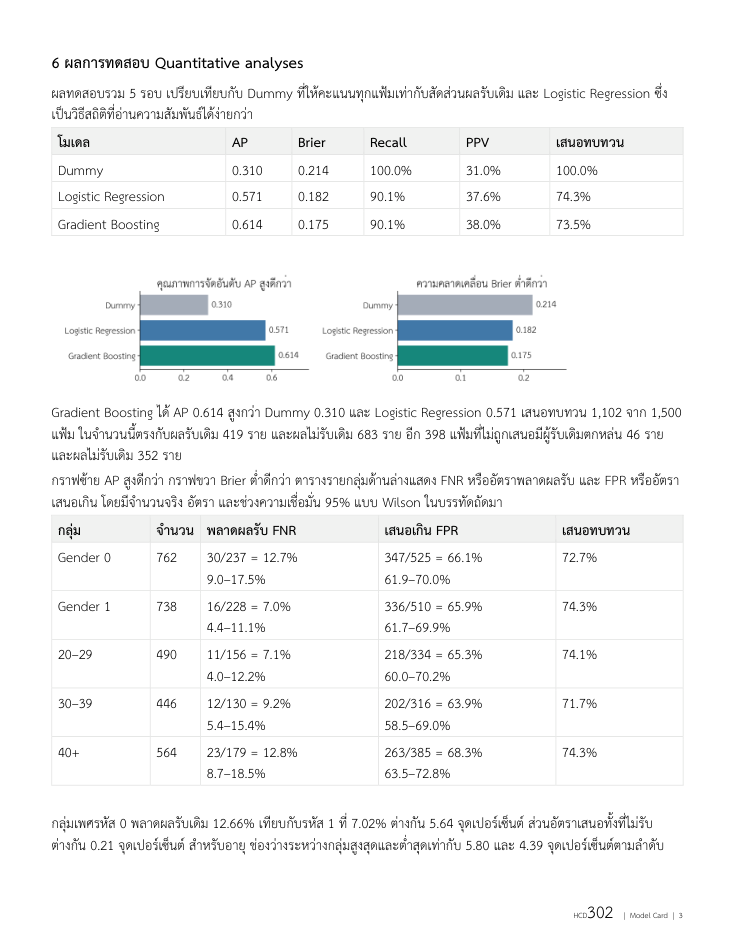 6 ผลการทดสอบ Quantitative analyses
ผลทดสอบรวม 5 รอบ เปรียบเทียบกับ Dummy ที่ให้คะแนนทุกแฟ้มเท่ากับสัดส่วนผลรับเดิม และ Logistic Regression ซึ่ง
เป็นวิธีสถิติที่อ่านความสัมพันธ์ได้ง่ายกว่า
โมเดล AP Brier Recall PPV เสนอทบทวน
Dummy 0.310 0.214 100.0% 31.0% 100.0%
Logistic Regression 0.571 0.182 90.1% 37.6% 74.3%
Gradient Boosting 0.614 0.175 90.1% 38.0% 73.5%
คุณภาพการจัดอันดับ AP สูงดีกว่า
Dummy 0.310
Logistic Regression 0.571
Gradient Boosting 0.614
0.0 0.2 0.4 0.6
ความคลาดเคลื่อน Brier ต่ำดีกว่า
Dummy 0.214
Logistic Regression 0.182
Gradient Boosting 0.175
0.0 0.1 0.2
Gradient Boosting ได้ AP 0.614 สูงกว่า Dummy 0.310 และ Logistic Regression 0.571 เสนอทบทวน 1,102 จาก 1,500
แฟ้ม ในจำนวนนี้ตรงกับผลรับเดิม 419 ราย และผลไม่รับเดิม 683 ราย อีก 398 แฟ้มที่ไม่ถูกเสนอมีผู้รับเดิมตกหล่น 46 ราย
และผลไม่รับเดิม 352 ราย
กราฟซ้าย AP สูงดีกว่า กราฟขวา Brier ต่ำดีกว่า ตารางรายกลุ่มด้านล่างแสดง FNR หรืออัตราพลาดผลรับ และ FPR หรืออัตรา
เสนอเกิน โดยมีจำนวนจริง อัตรา และช่วงความเชื่อมั่น 95% แบบ Wilson ในบรรทัดถัดมา
กลุ่ม จำนวน พลาดผลรับ FNR เสนอเกิน FPR เสนอทบทวน
Gender 0 762 30/237 = 12.7% 347/525 = 66.1% 72.7%
9.0–17.5% 61.9–70.0%
Gender 1 738 16/228 = 7.0% 336/510 = 65.9% 74.3%
4.4–11.1% 61.7–69.9%
20–29 490 11/156 = 7.1% 218/334 = 65.3% 74.1%
4.0–12.2% 60.0–70.2%
30–39 446 12/130 = 9.2% 202/316 = 63.9% 71.7%
5.4–15.4% 58.5–69.0%
40+ 564 23/179 = 12.8% 263/385 = 68.3% 74.3%
8.7–18.5% 63.5–72.8%
กลุ่มเพศรหัส 0 พลาดผลรับเดิม 12.66% เทียบกับรหัส 1 ที่ 7.02% ต่างกัน 5.64 จุดเปอร์เซ็นต์ ส่วนอัตราเสนอทั้งที่ไม่รับ
ต่างกัน 0.21 จุดเปอร์เซ็นต์ สำหรับอายุ ช่องว่างระหว่างกลุ่มสูงสุดและต่ำสุดเท่ากับ 5.80 และ 4.39 จุดเปอร์เซ็นต์ตามลำดับ
HCD302 | Model Card | 3